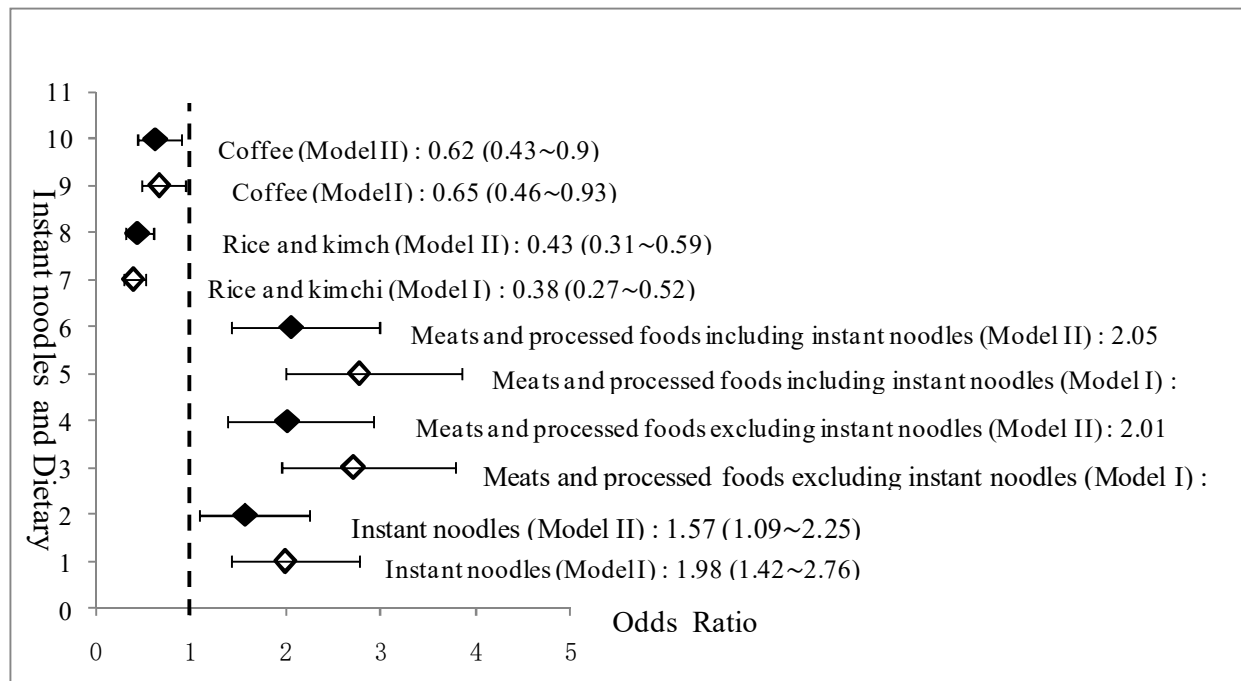 11
10
Coffee (Model II) : 0.62 (0.43~0.9)
9
Coffee (Model I) : 0.65 (0.46~0.93)
8
Rice and kimch (Model II) : 0.43 (0.31~0.59)
7
Rice and kimchi (Model I) : 0.38 (0.27~0.52)
6
Meats and processed foods including instant noodles (Model II) : 2.05
5
Meats and processed foods including instant noodles (Model I) :
4
Meats and processed foods excluding instant noodles (Model II) : 2.01
3
Meats and processed foods excluding instant noodles (Model I) :
2
Instant noodles (Model II) : 1.57 (1.09~2.25)
1
Instant noodles (Model I) : 1.98 (1.42~2.76)
0
Instant noodles and Dietary
0 1 2 3 4 5
Odds Ratio